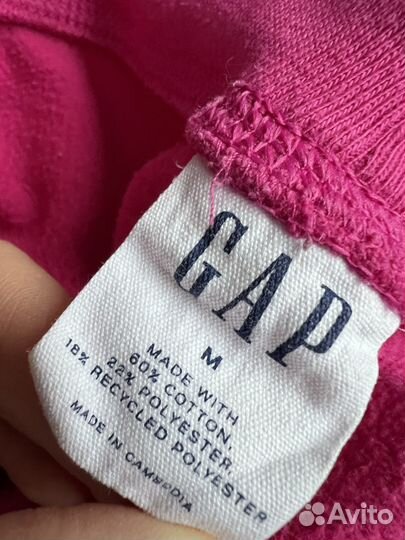 GAP
M
MADE WITH
60% COTTON,
22% POLYESTER,
18% RECYCLED POLYESTER
MADE IN CAMBODIA
Avito